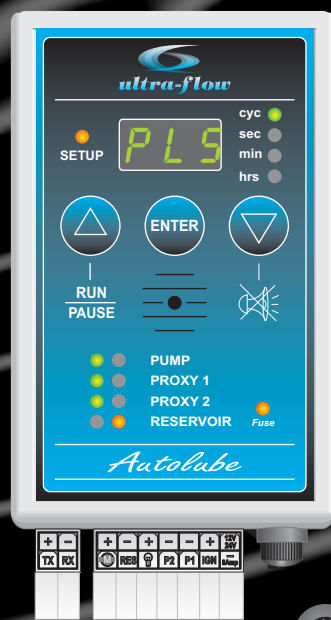 ultra-flow
cyc
sec
min
hrs
SETUP
PLS
ENTER
RUN
PAUSE
PUMP
PROXY 1
PROXY 2
RESERVOIR
Fuse
Autolube
+ - + - + - - + 12V 24V
TX RX M RES P2 P1 IGN 8Amp